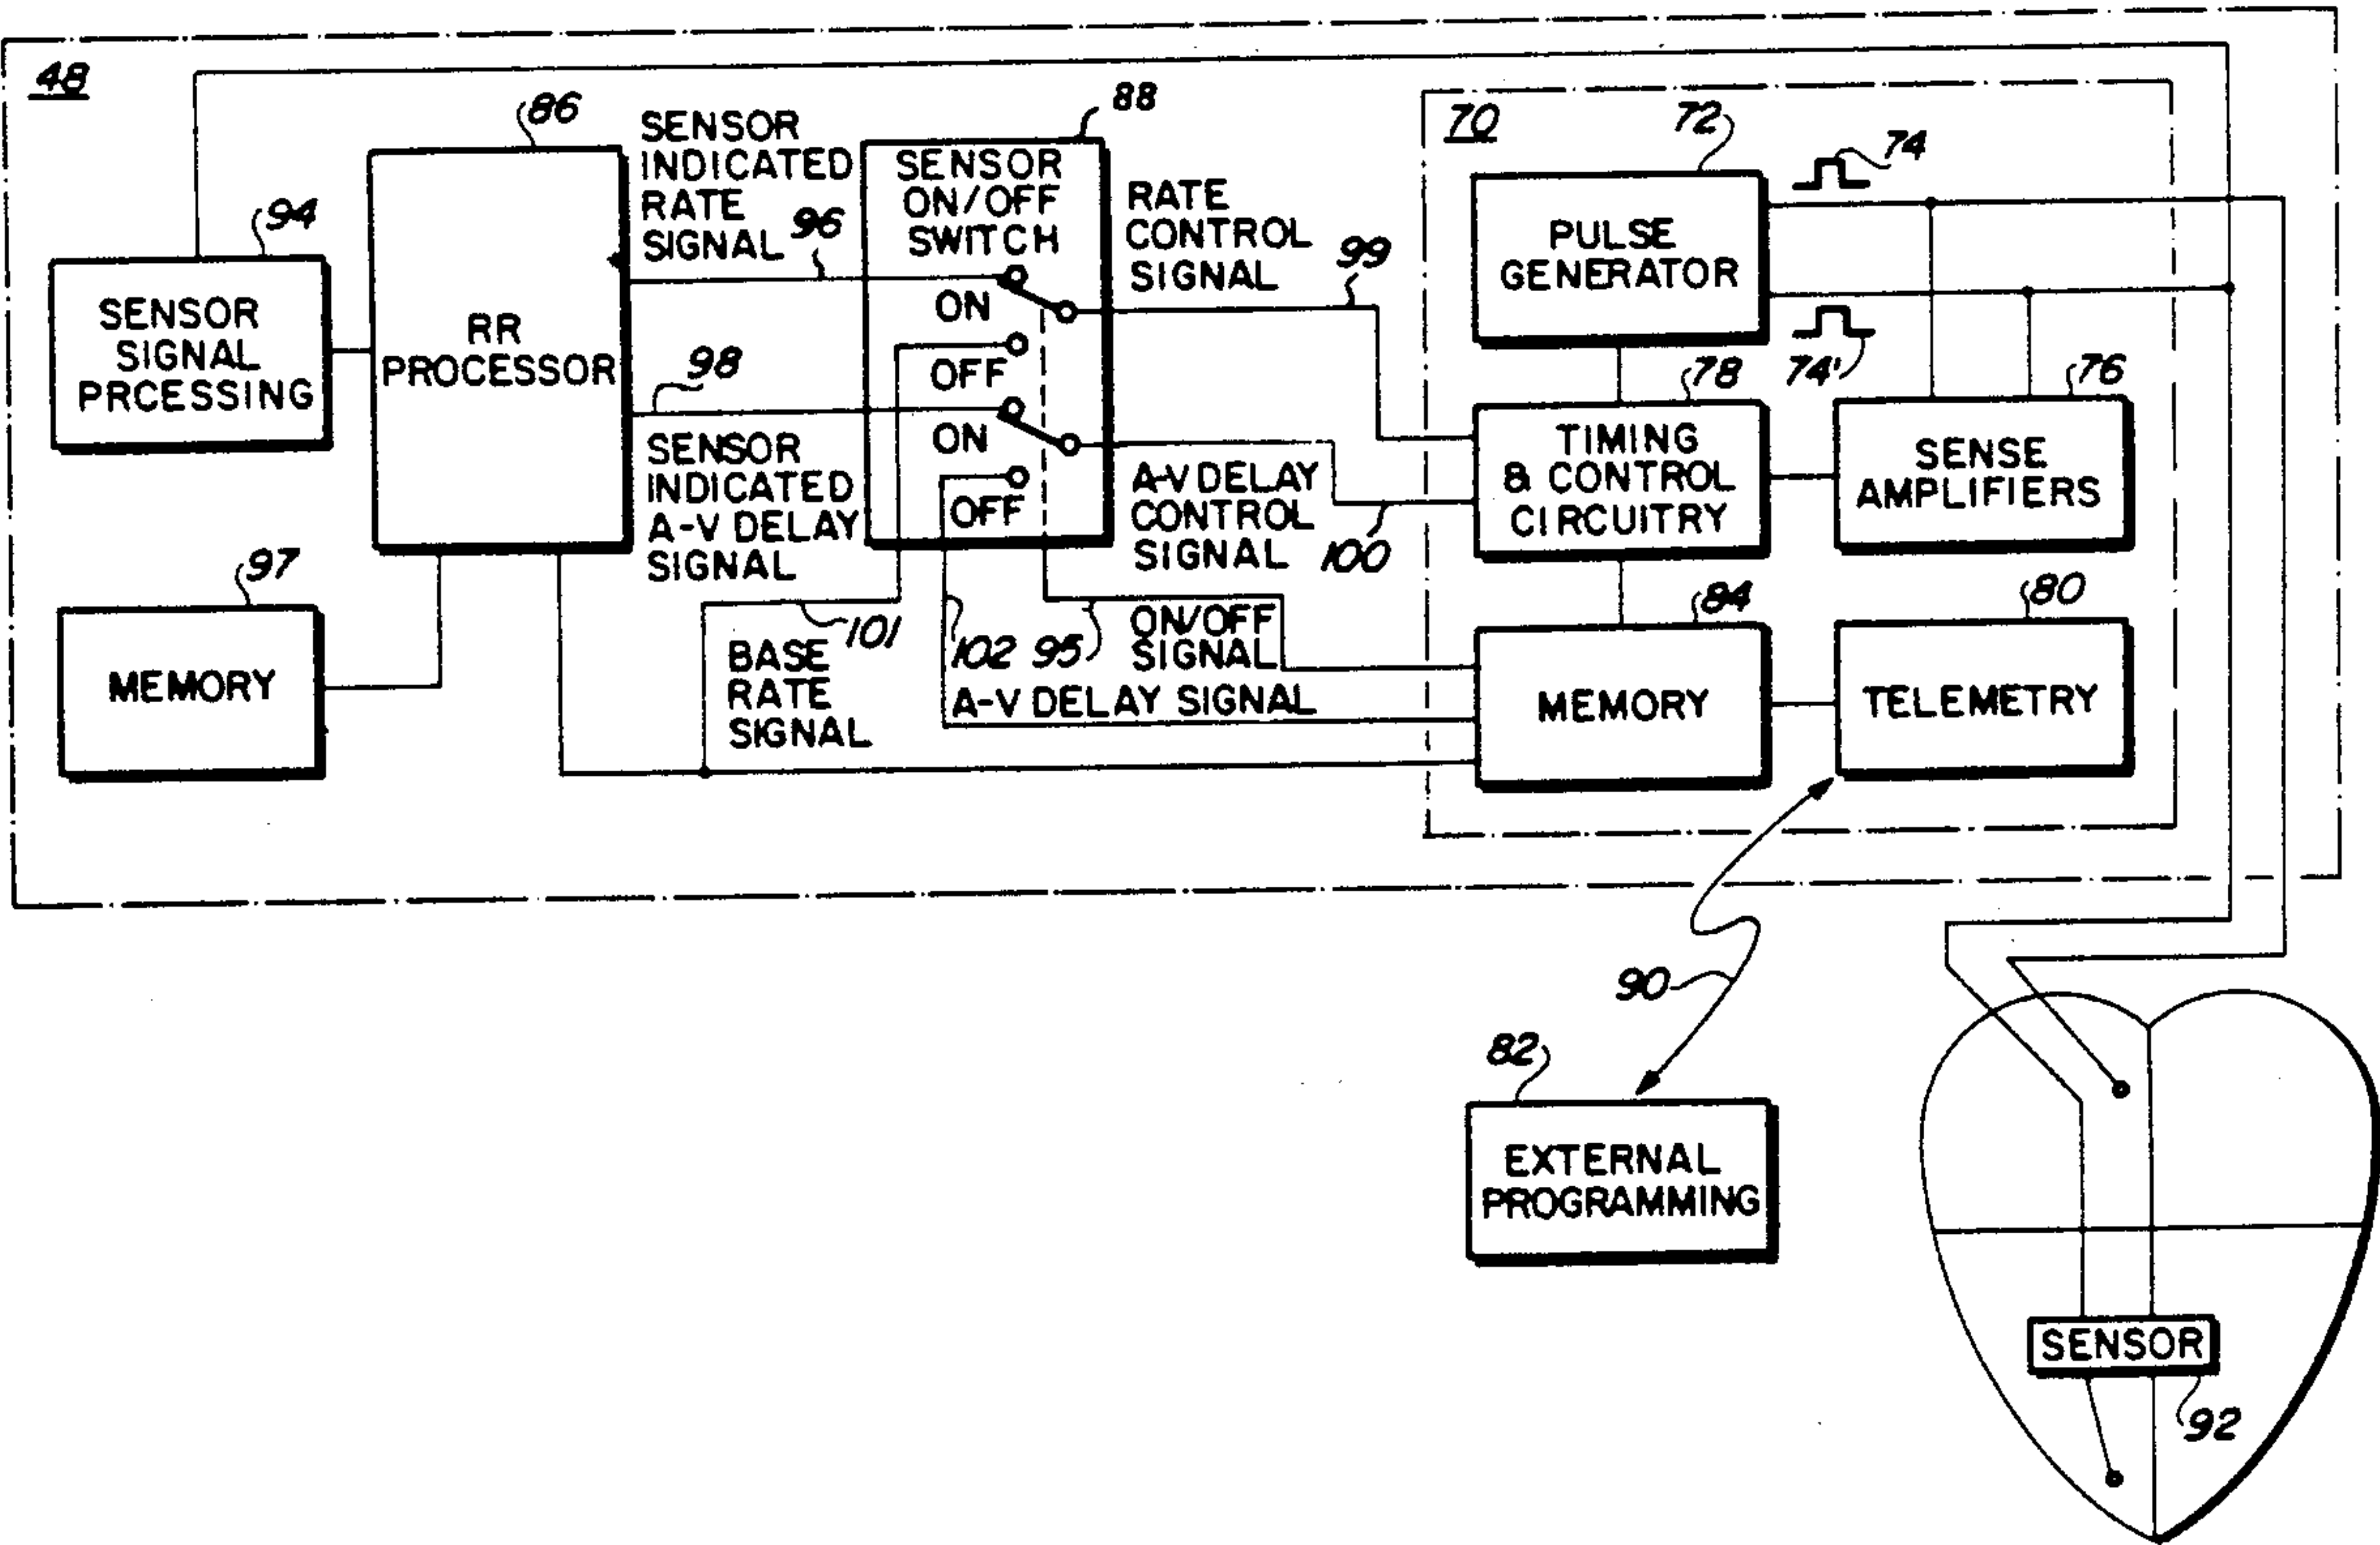 48
86
SENSOR
INDICATED
RATE
SIGNAL
96
88
SENSOR
ON/OFF
SWITCH
RATE
CONTROL
SIGNAL
99
70
72
74
PULSE
GENERATOR
74'
94
SENSOR
SIGNAL
PRCESSING
RR
PROCESSOR
ON
OFF
98
ON
OFF
SENSOR
INDICATED
A-V DELAY
SIGNAL
A-V DELAY
CONTROL
SIGNAL
100
78
TIMING
& CONTROL
CIRCUITRY
76
SENSE
AMPLIFIERS
97
MEMORY
101
BASE
RATE
SIGNAL
102
95
ON/OFF
SIGNAL
A-V DELAY SIGNAL
84
MEMORY
80
TELEMETRY
90
82
EXTERNAL
PROGRAMMING
SENSOR
92